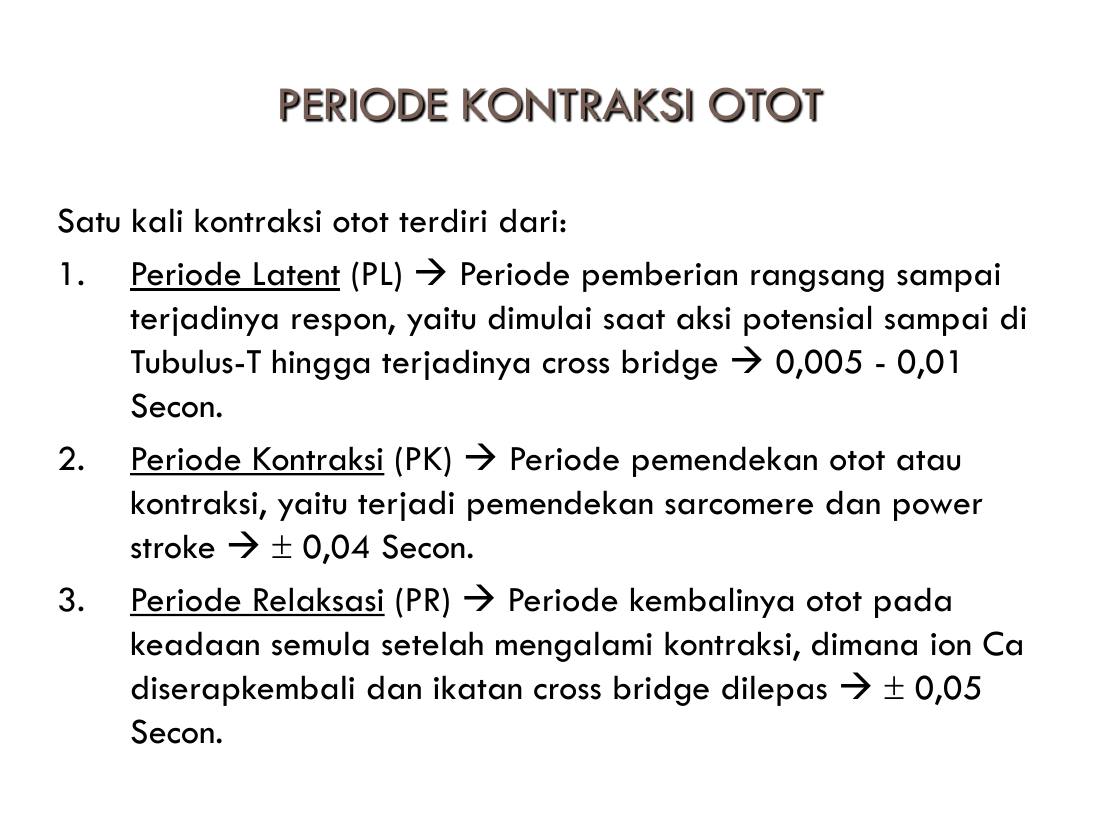 PERIODE KONTRAKSI OTOT
Satu kali kontraksi otot terdiri dari:
1. Periode Latent (PL) → Periode pemberian rangsang sampai
terjadinya respon, yaitu dimulai saat aksi potensial sampai di
Tubulus-T hingga terjadinya cross bridge → 0,005 - 0,01
Secon.
2. Periode Kontraksi (PK) → Periode pemendekan otot atau
kontraksi, yaitu terjadi pemendekan sarcomere dan power
stroke → ± 0,04 Secon.
3. Periode Relaksasi (PR) → Periode kembalinya otot pada
keadaan semula setelah mengalami kontraksi, dimana ion Ca
diserapkembali dan ikatan cross bridge dilepas → ± 0,05
Secon.